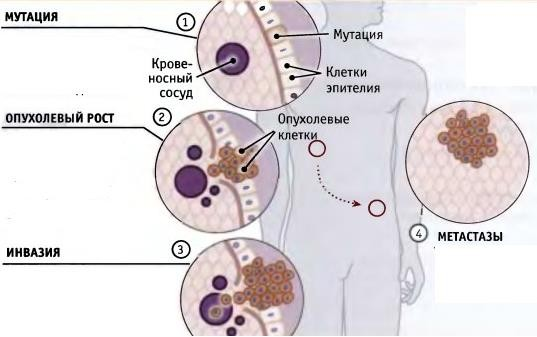 МУТАЦИЯ
1
Мутация
Крове-
носный
сосуд
Клетки
эпителия
ОПУХОЛЕВЫЙ РОСТ
2
Опухолевые
клетки
ИНВАЗИЯ
3
4
МЕТАСТАЗЫ